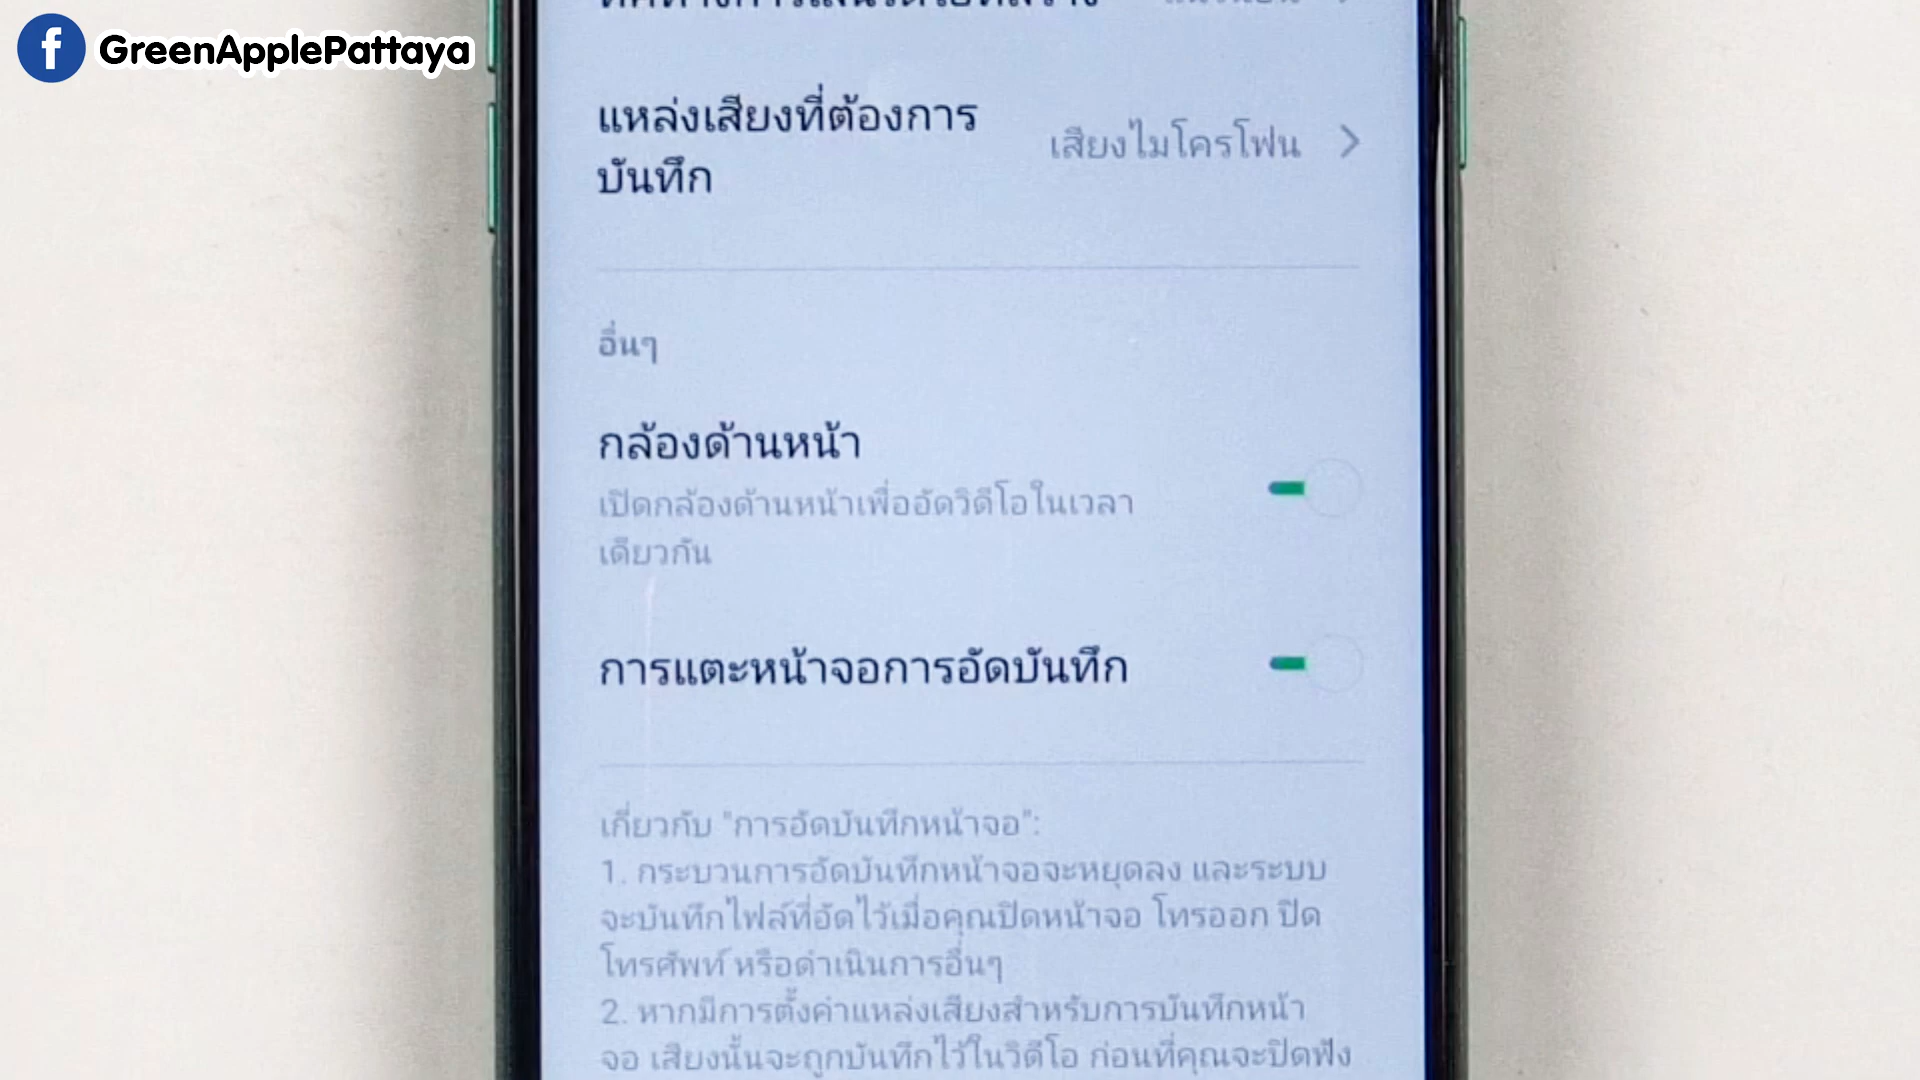 GreenApplePattaya
แหล่งเสียงที่ต้องการ
บันทึก
เสียงไมโครโฟน
อื่นๆ
กล้องด้านหน้า
เปิดกล้องด้านหน้าเพื่ออัดวิดีโอในเวลา
เดียวกัน
การแตะหน้าจอการอัดบันทึก
เกี่ยวกับ "การอัดบันทึกหน้าจอ":
1. กระบวนการอัดบันทึกหน้าจอจะหยุดลง และระบบ
จะบันทึกไฟล์ที่อัดไว้เมื่อคุณปิดหน้าจอ โทรออก ปิด
โทรศัพท์ หรือดำเนินการอื่นๆ
2. หากมีการตั้งค่าแหล่งเสียงสำหรับการบันทึกหน้า
จอ เสียงนั้นจะถูกบันทึกไว้ในวิดีโอ ก่อนที่คุณจะปิดฟัง